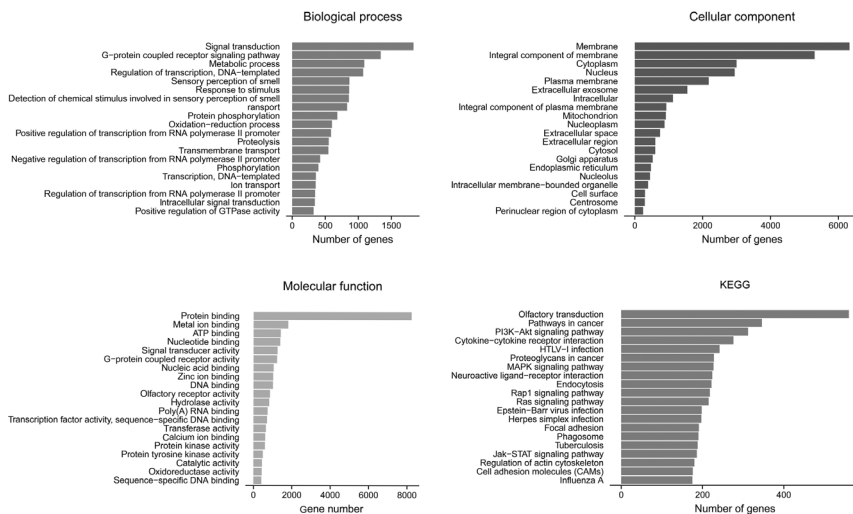 Biological process
Signal transduction
G−protein coupled receptor signaling pathway
Metabolic process
Regulation of transcription, DNA−templated
Sensory perception of smell
Response to stimulus
Detection of chemical stimulus involved in sensory perception of smell
ransport
Protein phosphorylation
Oxidation−reduction process
Positive regulation of transcription from RNA polymerase II promoter
Proteolysis
Transmembrane transport
Negative regulation of transcription from RNA polymerase II promoter
Phosphorylation
Transcription, DNA−templated
Ion transport
Regulation of transcription from RNA polymerase II promoter
Intracellular signal transduction
Positive regulation of GTPase activity
0 500 1000 1500
Number of genes
Cellular component
Membrane
Integral component of membrane
Cytoplasm
Nucleus
Plasma membrane
Extracellular exosome
Intracellular
Integral component of plasma membrane
Mitochondrion
Nucleoplasm
Extracellular space
Extracellular region
Cytosol
Golgi apparatus
Endoplasmic reticulum
Nucleolus
Intracellular membrane−bounded organelle
Cell surface
Centrosome
Perinuclear region of cytoplasm
0 2000 4000 6000
Number of genes
Molecular function
Protein binding
Metal ion binding
ATP binding
Nucleotide binding
Signal transducer activity
G−protein coupled receptor activity
Nucleic acid binding
Zinc ion binding
DNA binding
Olfactory receptor activity
Hydrolase activity
Poly(A) RNA binding
Transcription factor activity, sequence−specific DNA binding
Transferase activity
Calcium ion binding
Protein kinase activity
Protein tyrosine kinase activity
Catalytic activity
Oxidoreductase activity
Sequence−specific DNA binding
0 2000 4000 6000 8000
Gene number
KEGG
Olfactory transduction
Pathways in cancer
PI3K−Akt signaling pathway
Cytokine−cytokine receptor interaction
HTLV−I infection
Proteoglycans in cancer
MAPK signaling pathway
Neuroactive ligand−receptor interaction
Endocytosis
Rap1 signaling pathway
Ras signaling pathway
Epstein−Barr virus infection
Herpes simplex infection
Focal adhesion
Phagosome
Tuberculosis
Jak−STAT signaling pathway
Regulation of actin cytoskeleton
Cell adhesion molecules (CAMs)
Influenza A
0 200 400
Number of genes